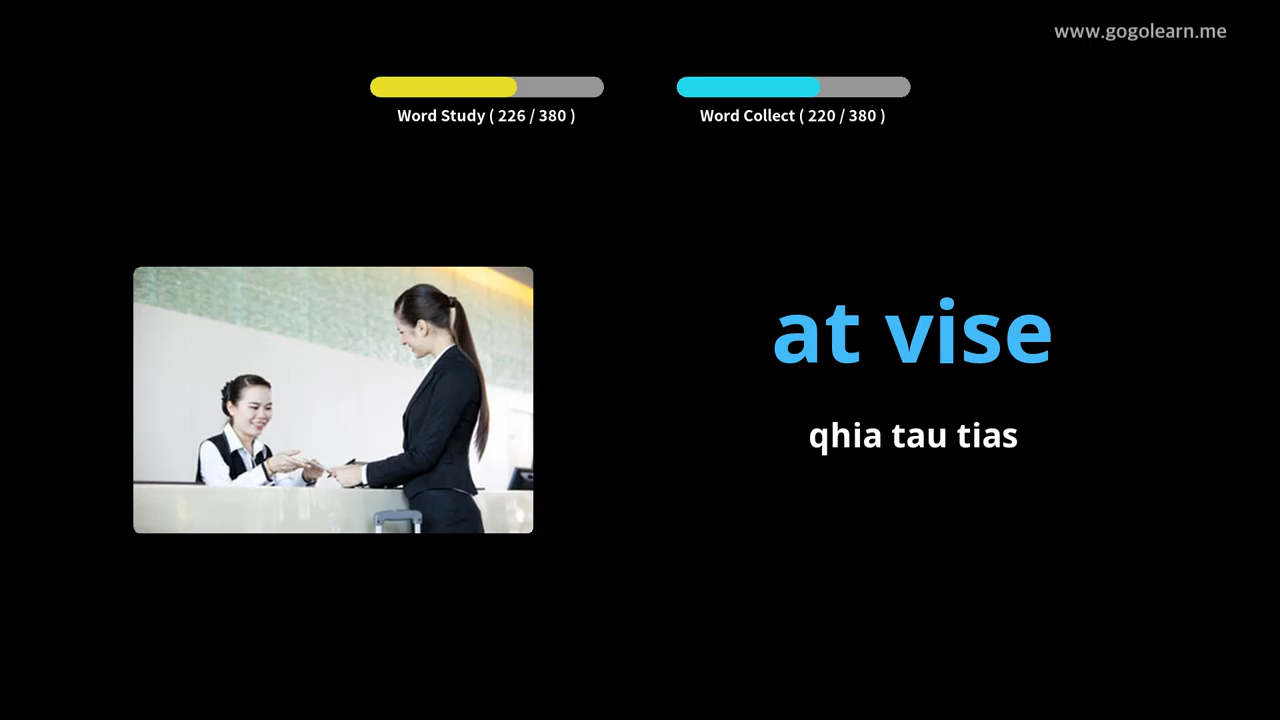 www.gogolearn.me
Word Study ( 226 / 380 )
Word Collect ( 220 / 380 )
at vise
qhia tau tias